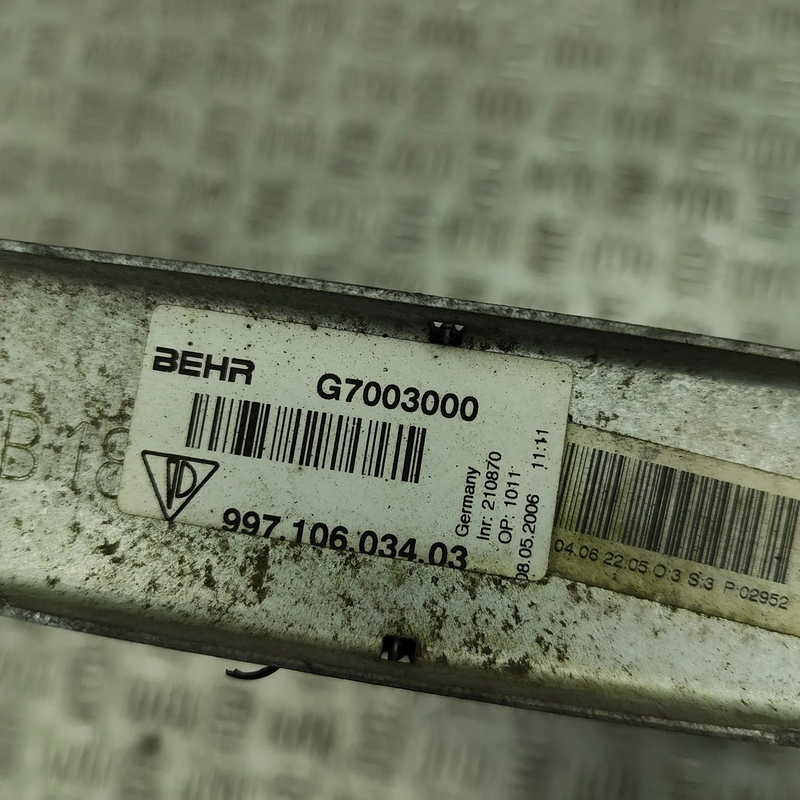 BEHR
G7003000
997.106.034.03
Germany
Inr: 210870
OP: 1011
08.05.2006 11:11
B 18
04.06 22:05 O:3 S:3 P:02952